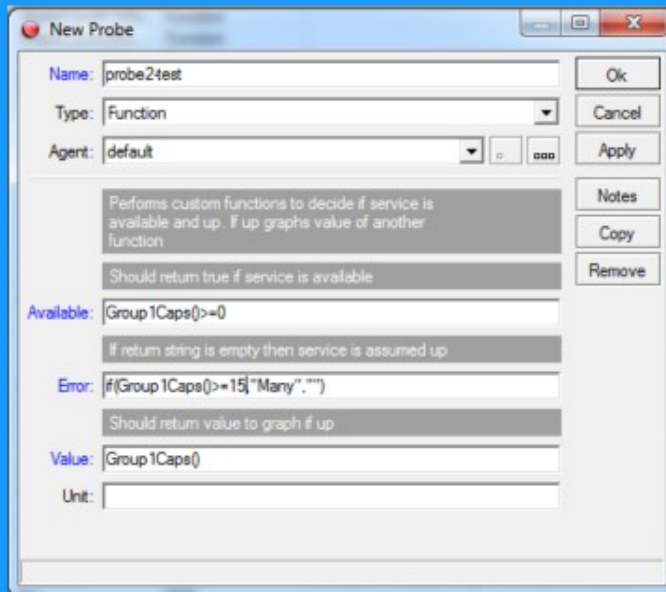 New Probe
Name: probe2-test
Ok
Type: Function
Cancel
Agent: default
Apply
Performs custom functions to decide if service is
available and up. If up graphs value of another
function
Notes
Copy
Should return true if service is available
Remove
Available: Group1Caps()>=0
If return string is empty then service is assumed up
Error: if(Group1Caps()>=15,"Many","")
Should return value to graph if up
Value: Group1Caps()
Unit: